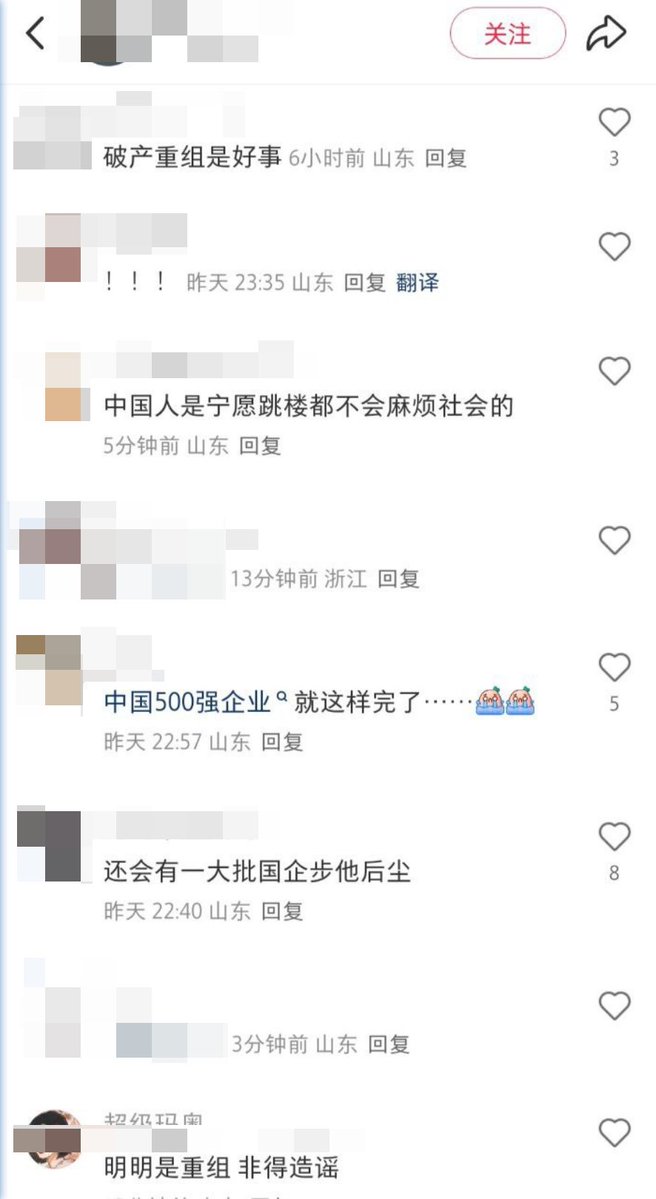 关注
破产重组是好事 6小时前 山东 回复
3
！！！ 昨天 23:35 山东 回复 翻译
中国人是宁愿跳楼都不会麻烦社会的
5分钟前 山东 回复
13分钟前 浙江 回复
中国500强企业 就这样完了……
5
昨天 22:57 山东 回复
还会有一大批国企步他后尘
8
昨天 22:40 山东 回复
3分钟前 山东 回复
超级玛奥
明明是重组 非得造谣